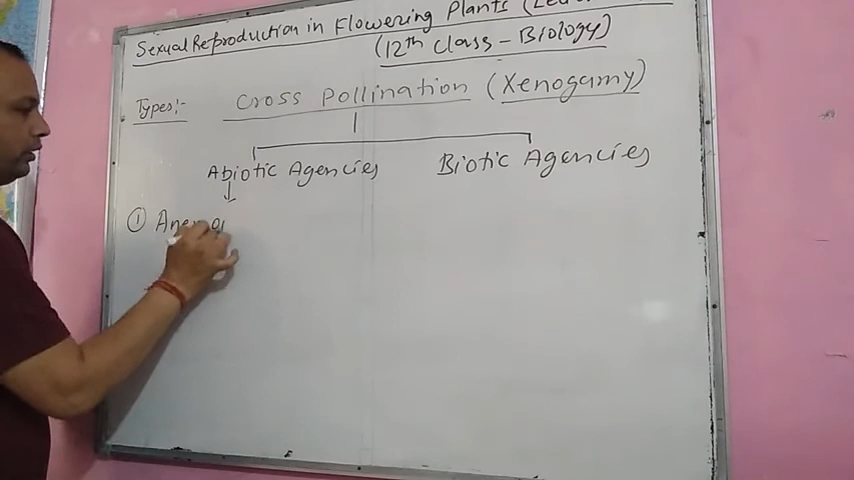 Sexual Reproduction in Flowering Plants
(12th Class - Biology)
Types:- Cross Pollination (Xenogamy)
Abiotic Agencies Biotic Agencies
①